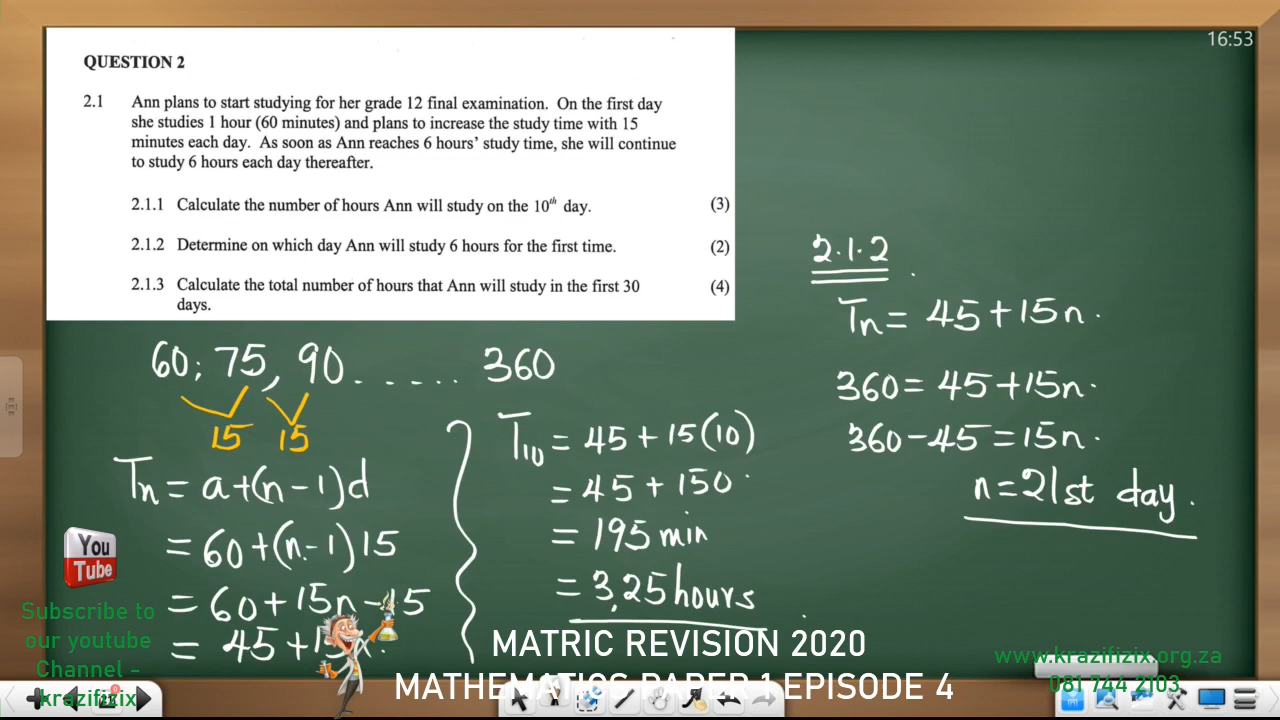 16:53
QUESTION 2
2.1 Ann plans to start studying for her grade 12 final examination. On the first day
she studies 1 hour (60 minutes) and plans to increase the study time with 15
minutes each day. As soon as Ann reaches 6 hours' study time, she will continue
to study 6 hours each day thereafter.
2.1.1 Calculate the number of hours Ann will study on the 10th day. (3)
2.1.2 Determine on which day Ann will study 6 hours for the first time. (2)
2.1.3 Calculate the total number of hours that Ann will study in the first 30 (4)
days.
60; 75, 90 ...... 360
15 15
Tn = a+(n-1)d
= 60+(n-1)15
= 60+15n-15
= 45+15n.
T10 = 45+15(10)
= 45+150
= 195 min
= 3,25 hours
2.1.2
Tn = 45+15n.
360 = 45+15n.
360-45 = 15n.
n = 21st day.
You
Tube
Subscribe to
our youtube
Channel -
krazifizix
MATRIC REVISION 2020
MATHEMATICS PAPER 1 EPISODE 4
www.krazifizix.org.za
081 744 2103